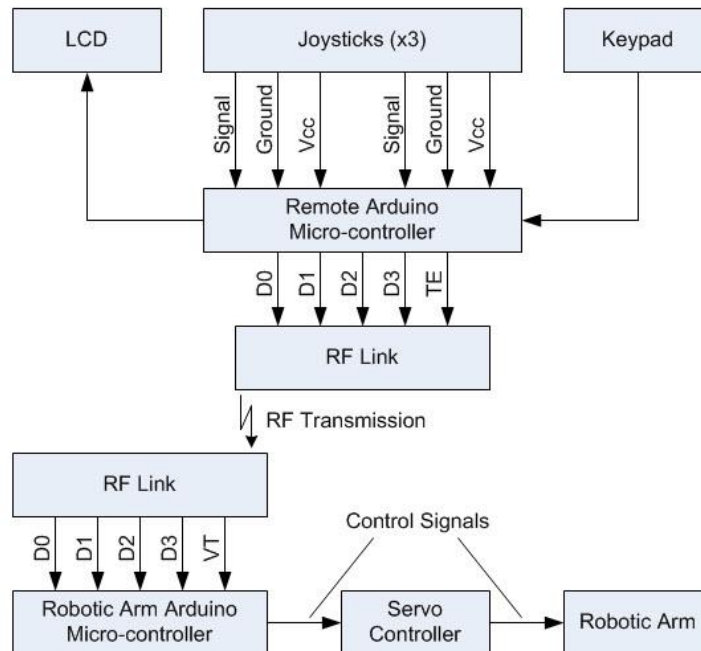 LCD
Joysticks (x3)
Keypad
Signal
Ground
Vcc
Signal
Ground
Vcc
Remote Arduino
Micro-controller
D0
D1
D2
D3
TE
RF Link
RF Transmission
RF Link
D0
D1
D2
D3
VT
Control Signals
Robotic Arm Arduino
Micro-controller
Servo
Controller
Robotic Arm